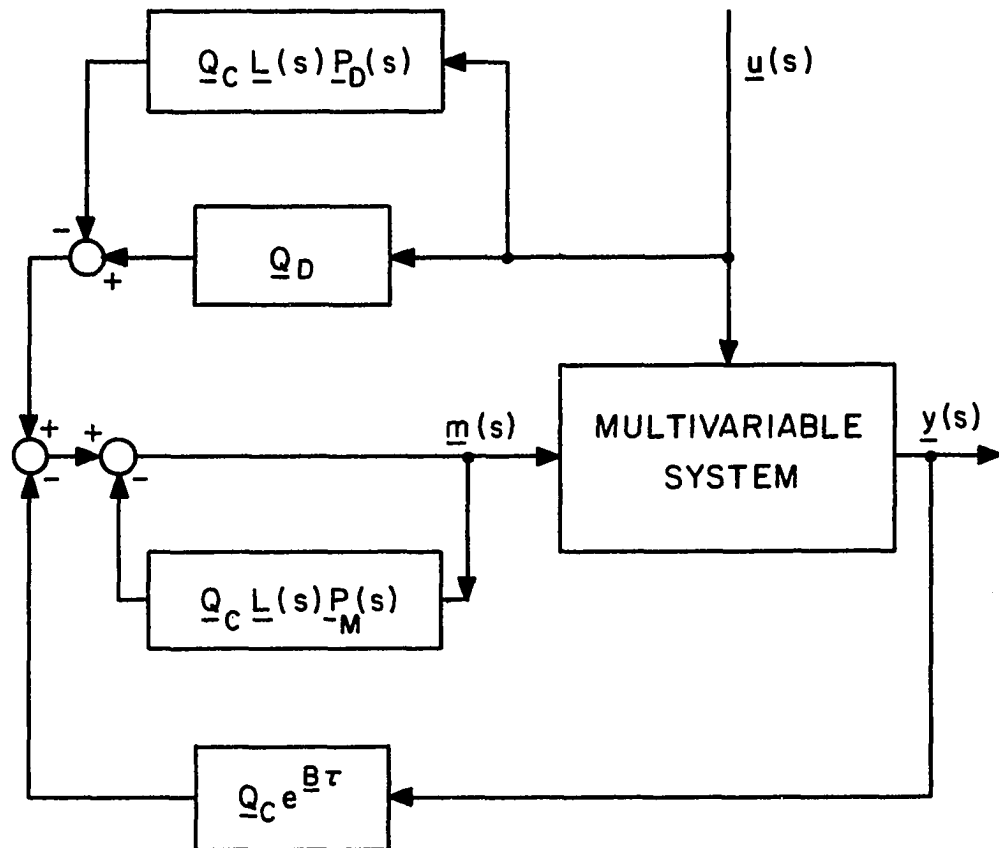 Q_C L(s) P_D(s)
u(s)
-
+
Q_D
+
-
+
-
m(s)
MULTIVARIABLE
SYSTEM
y(s)
Q_C L(s) P_M(s)
Q_C e^{Bτ}